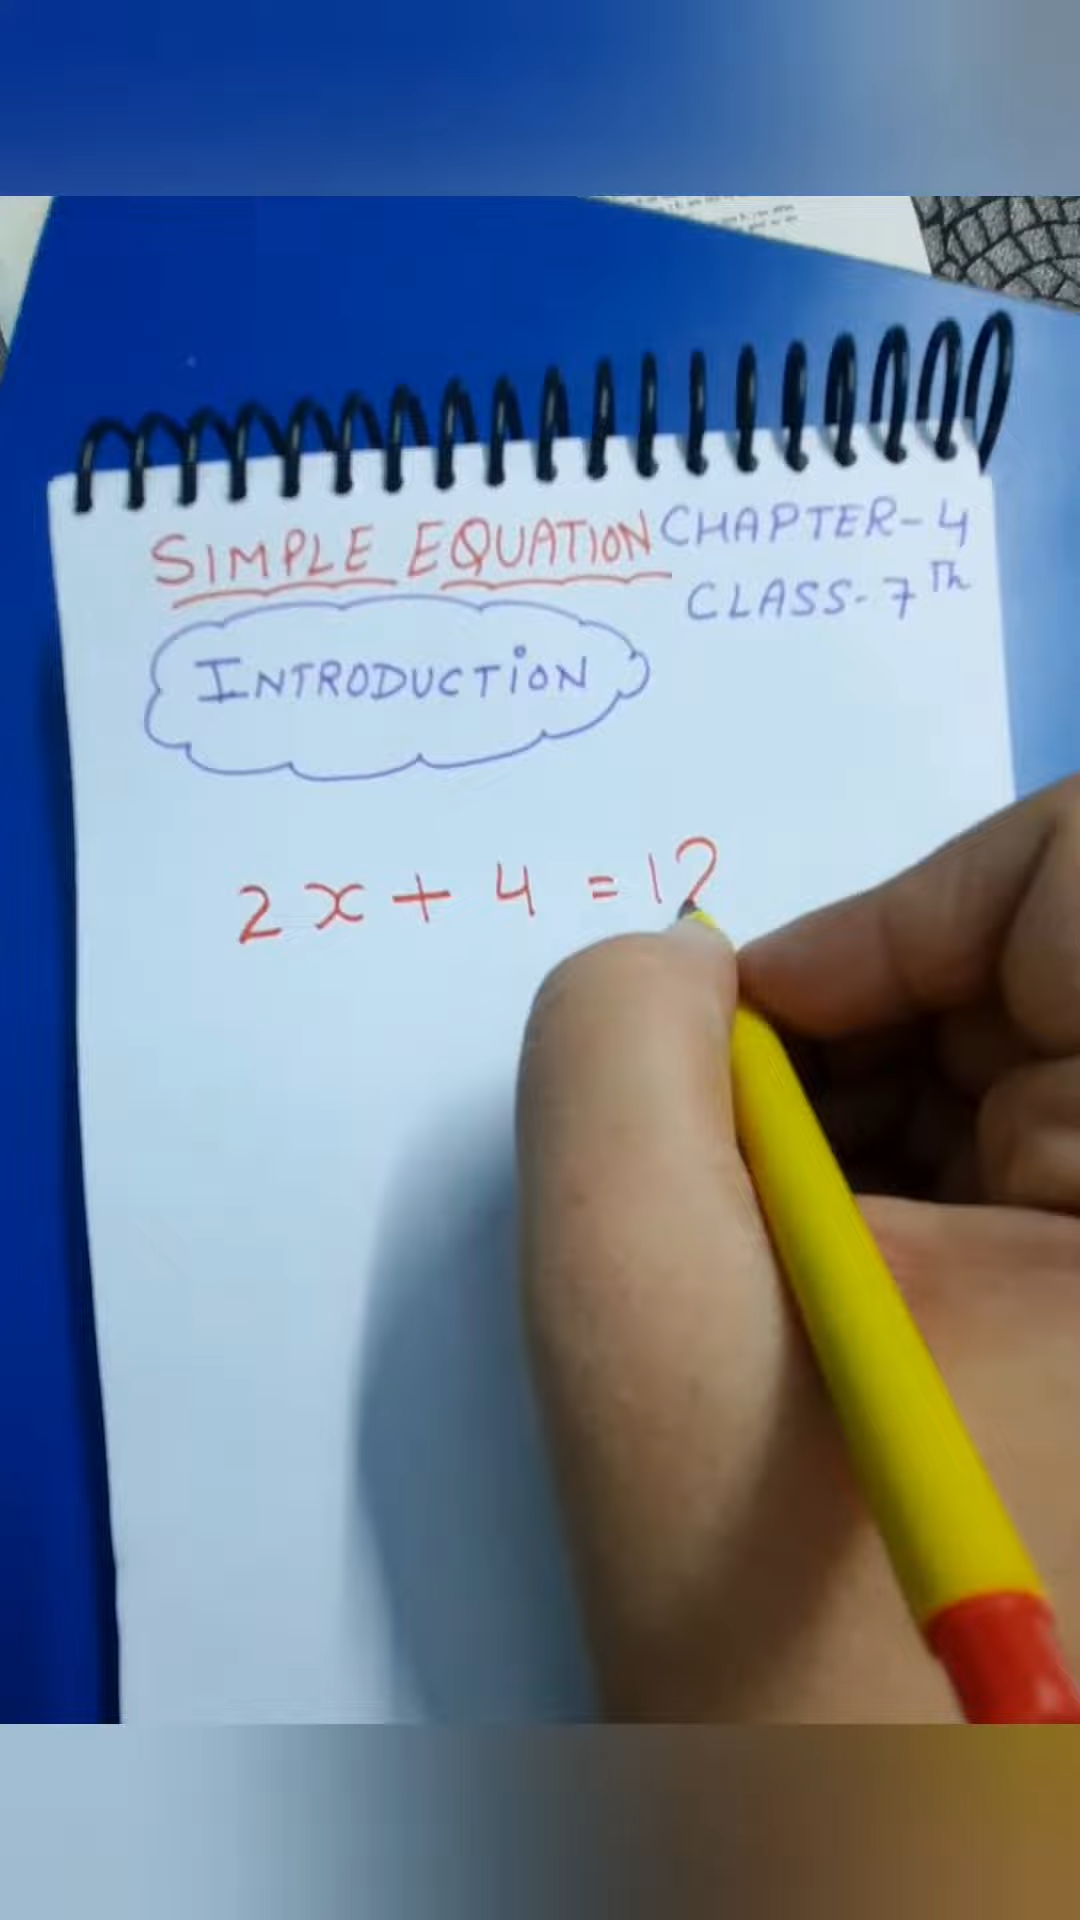 SIMPLE EQUATION CHAPTER-4
CLASS-7Th
INTRODUCTION
2x + 4 = 12